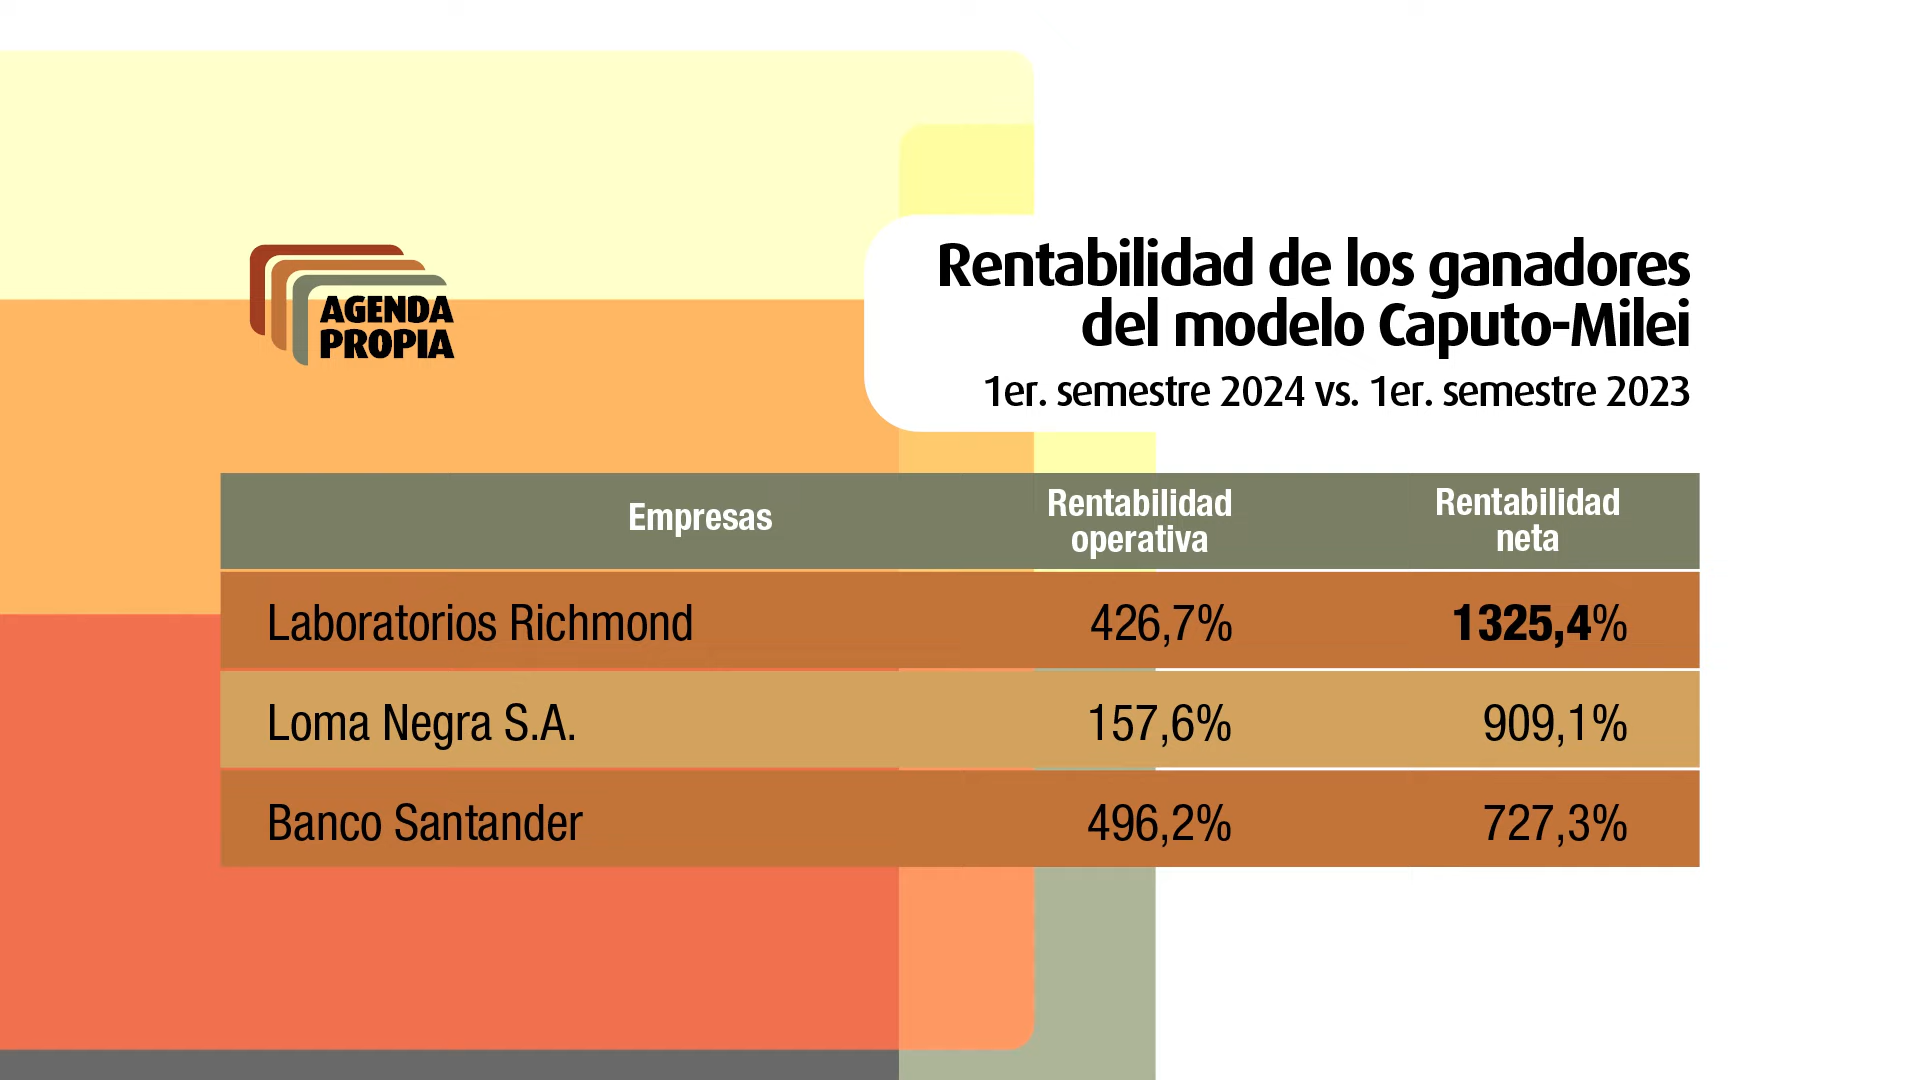 AGENDA
PROPIA
Rentabilidad de los ganadores
del modelo Caputo-Milei
1er. semestre 2024 vs. 1er. semestre 2023
Empresas
Rentabilidad
operativa
Rentabilidad
neta
Laboratorios Richmond 426,7% 1325,4%
Loma Negra S.A. 157,6% 909,1%
Banco Santander 496,2% 727,3%